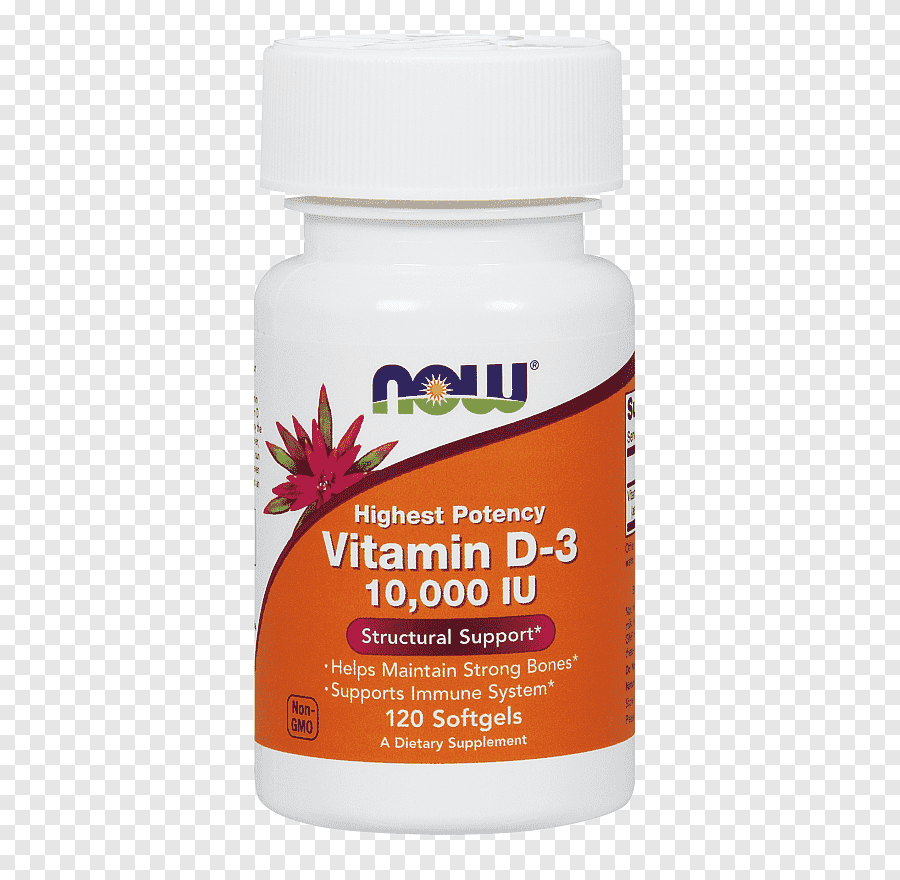 NOW®
Highest Potency
Vitamin D-3
10,000 IU
Structural Support*
·Helps Maintain Strong Bones*
·Supports Immune System*
120 Softgels
A Dietary Supplement
Non-
GMO